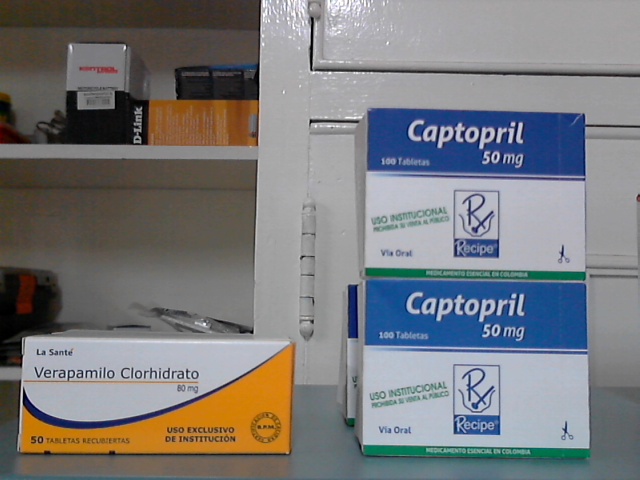 D-Link
Captopril
50 mg
100 Tabletas
USO INSTITUCIONAL
PROHIBIDA SU VENTA AL PÚBLICO
Rx
Recipe®
Vía Oral
MEDICAMENTO ESENCIAL EN COLOMBIA
Captopril
50 mg
100 Tabletas
USO INSTITUCIONAL
PROHIBIDA SU VENTA AL PÚBLICO
Rx
Recipe®
Vía Oral
MEDICAMENTO ESENCIAL EN COLOMBIA
La Santé
Verapamilo Clorhidrato
80 mg
50 TABLETAS RECUBIERTAS
USO EXCLUSIVO
DE INSTITUCIÓN